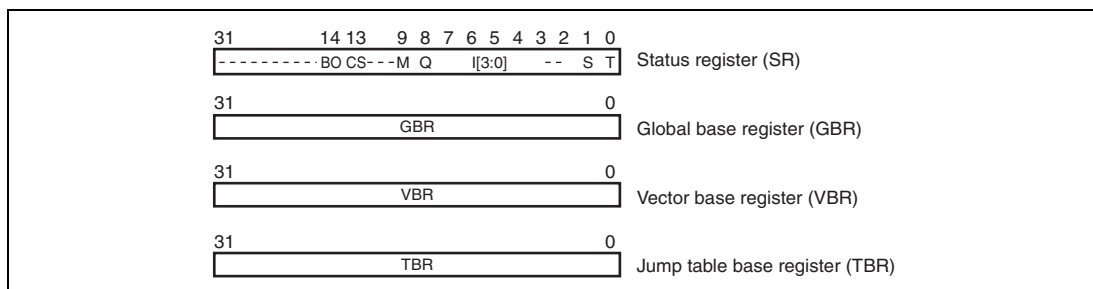 31 14 13 9 8 7 6 5 4 3 2 1 0
- - - - - - - - - - BO CS - - - M Q I[3:0] - - S T Status register (SR)
31 0
GBR Global base register (GBR)
31 0
VBR Vector base register (VBR)
31 0
TBR Jump table base register (TBR)